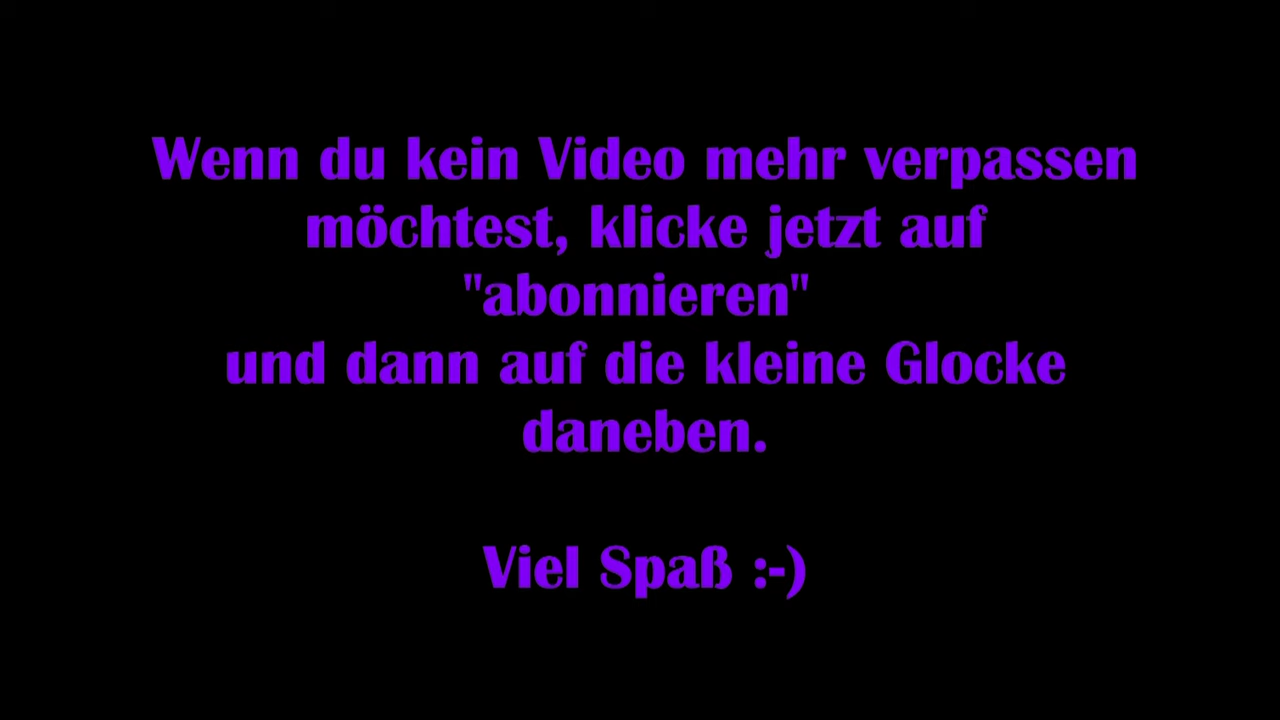 Wenn du kein Video mehr verpassen
möchtest, klicke jetzt auf
"abonnieren"
und dann auf die kleine Glocke
daneben.
Viel Spaß :-)